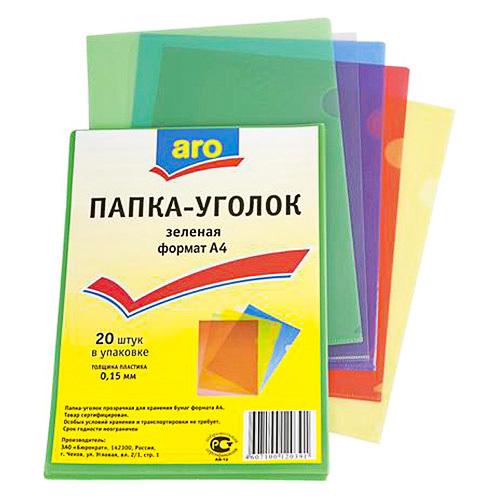 aro
ПАПКА-УГОЛОК
зеленая
формат А4
20 штук
в упаковке
ТОЛЩИНА ПЛАСТИКА
0,15 мм
Папка-уголок прозрачная для хранения бумаг формата А4.
Товар сертифицирован.
Особых условий хранения и транспортировки не требует.
Срок годности неограничен
Производитель:
ЗАО «Бюрократ», 142300, Россия,
г. Чехов, ул. Угловая, вл. 2/1, стр. 1